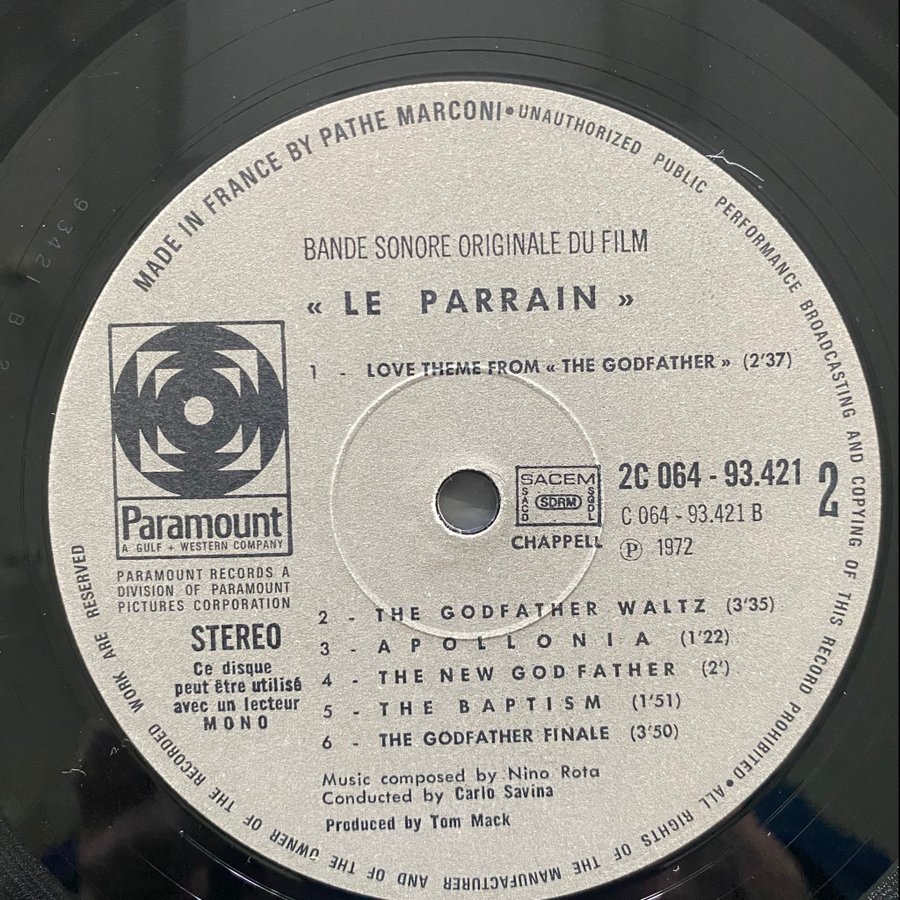 MADE IN FRANCE BY PATHE MARCONI • UNAUTHORIZED PUBLIC PERFORMANCE BROADCASTING AND COPYING OF THIS RECORD PROHIBITED • ALL RIGHTS OF THE MANUFACTURER AND OF THE OWNER OF THE RECORDED WORK ARE RESERVED
BANDE SONORE ORIGINALE DU FILM
« LE PARRAIN »
1 - LOVE THEME FROM « THE GODFATHER » (2'37)
Paramount
A GULF + WESTERN COMPANY
PARAMOUNT RECORDS A
DIVISION OF PARAMOUNT
PICTURES CORPORATION
STEREO
Ce disque
peut être utilisé
avec un lecteur
MONO
SACEM
SACD
SDRM
SGDL
CHAPPELL
2C 064 - 93.421
2
C 064 - 93.421 B
Ⓟ 1972
2 - THE GODFATHER WALTZ (3'35)
3 - APOLLONIA (1'22)
4 - THE NEW GODFATHER (2')
5 - THE BAPTISM (1'51)
6 - THE GODFATHER FINALE (3'50)
Music composed by Nino Rota
Conducted by Carlo Savina
Produced by Tom Mack
93421 B 2